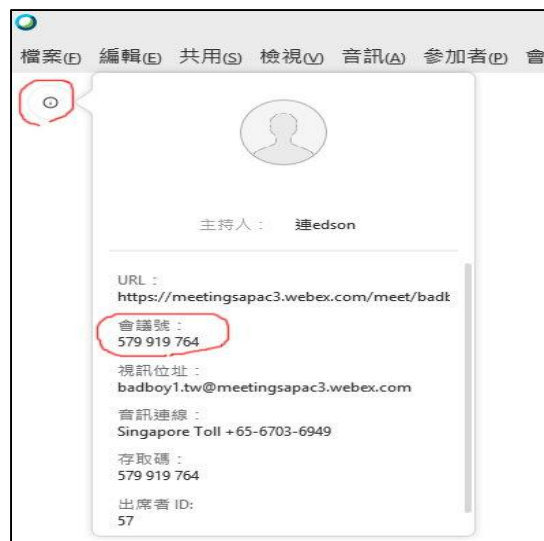 檔案(F) 編輯(E) 共用(S) 檢視(V) 音訊(A) 參加者(P) 會
主持人： 連edson
URL：
https://meetingsapac3.webex.com/meet/badb
會議號：
579 919 764
視訊位址：
badboy1.tw@meetingsapac3.webex.com
音訊連線：
Singapore Toll +65-6703-6949
存取碼：
579 919 764
出席者 ID:
57